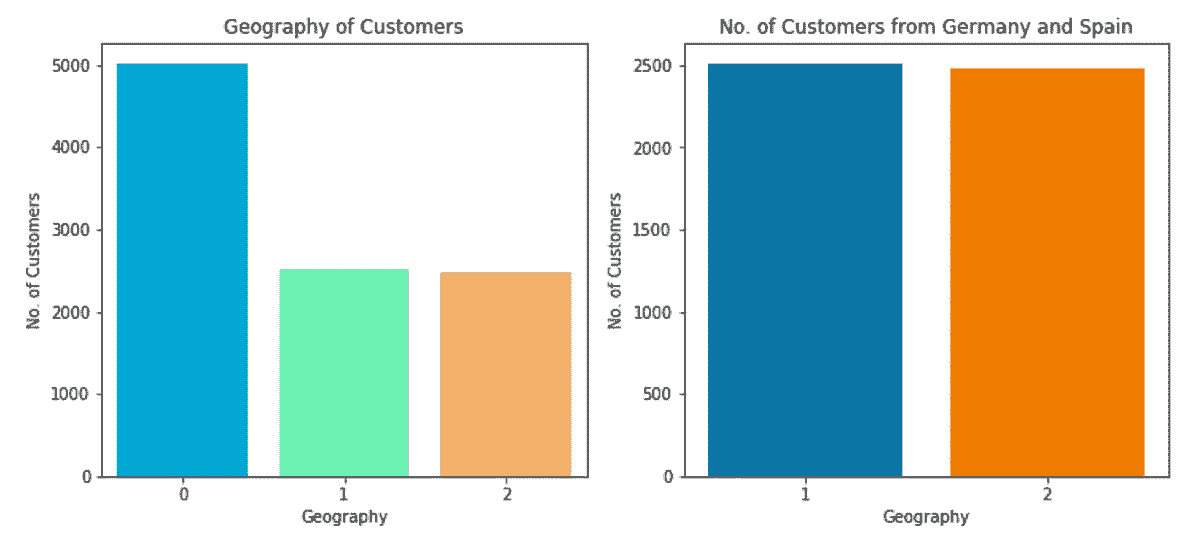 Geography of Customers
No. of Customers
5000
4000
3000
2000
1000
0
0 1 2
Geography
No. of Customers from Germany and Spain
No. of Customers
2500
2000
1500
1000
500
0
1 2
Geography